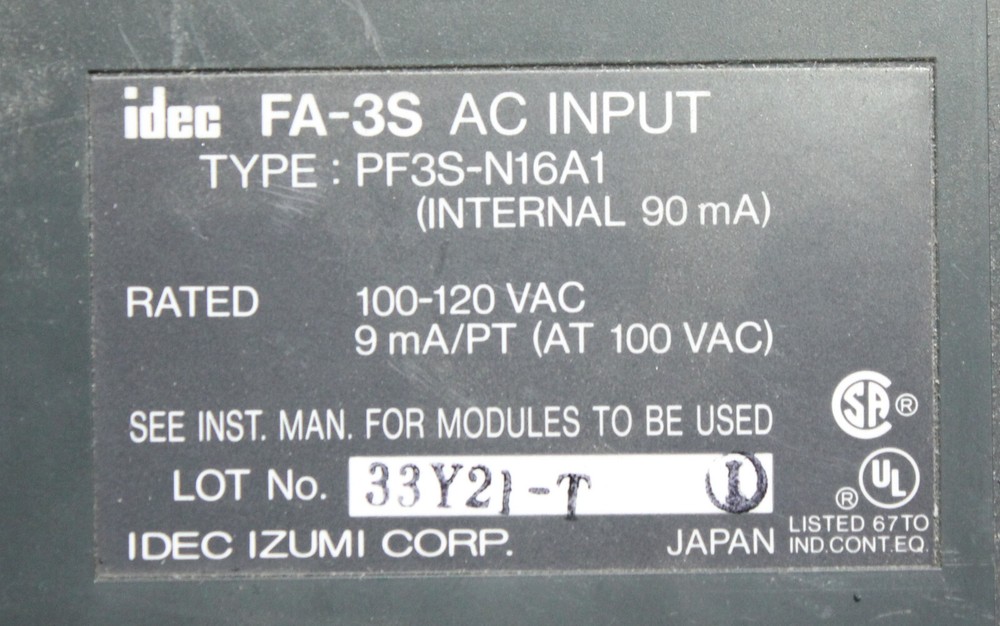 idec FA-3S AC INPUT
TYPE : PF3S-N16A1
(INTERNAL 90 mA)
RATED 100-120 VAC
9 mA/PT (AT 100 VAC)
SEE INST. MAN. FOR MODULES TO BE USED
SA ®
LOT No. 33Y21-T I
UL ®
LISTED 67TO
IND.CONT.EQ.
IDEC IZUMI CORP. JAPAN